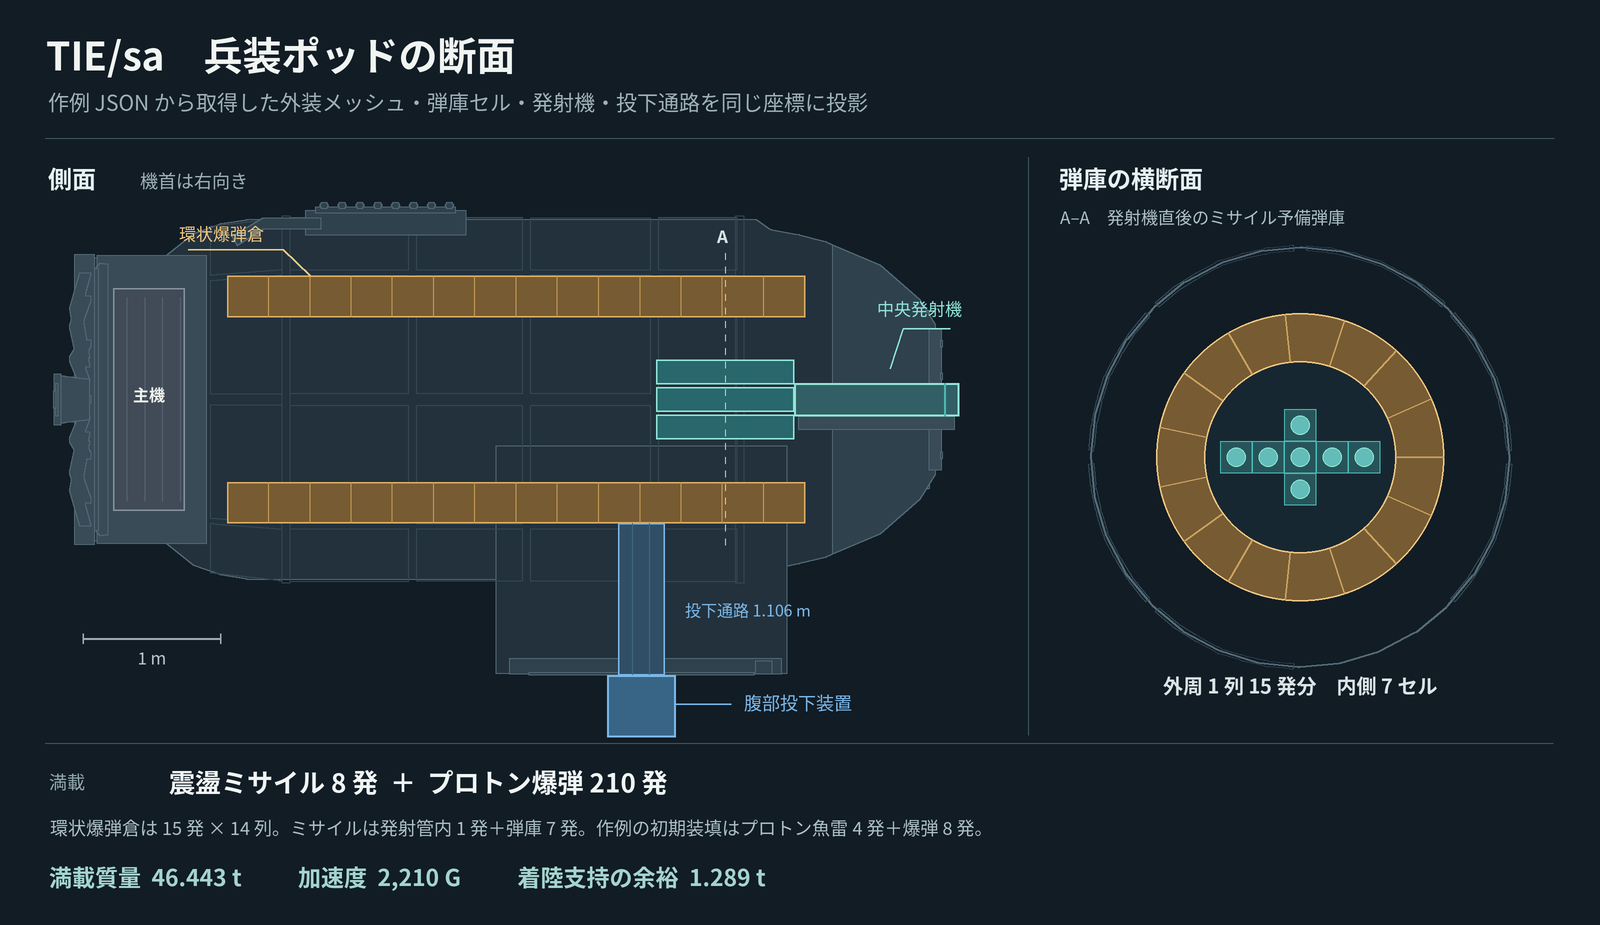 TIE/sa 兵装ポッドの断面
作例 JSON から取得した外装メッシュ・弾庫セル・発射機・投下通路を同じ座標に投影
側面 機首は右向き
環状爆弾倉
A
中央発射機
主機
投下通路 1.106 m
1 m
腹部投下装置
弾庫の横断面
A–A 発射機直後のミサイル予備弾庫
外周 1 列 15 発分 内側 7 セル
満載 震盪ミサイル 8 発 ＋ プロトン爆弾 210 発
環状爆弾倉は 15 発 × 14 列。ミサイルは発射管内 1 発＋弾庫 7 発。作例の初期装填はプロトン魚雷 4 発＋爆弾 8 発。
満載質量 46.443 t 加速度 2,210 G 着陸支持の余裕 1.289 t